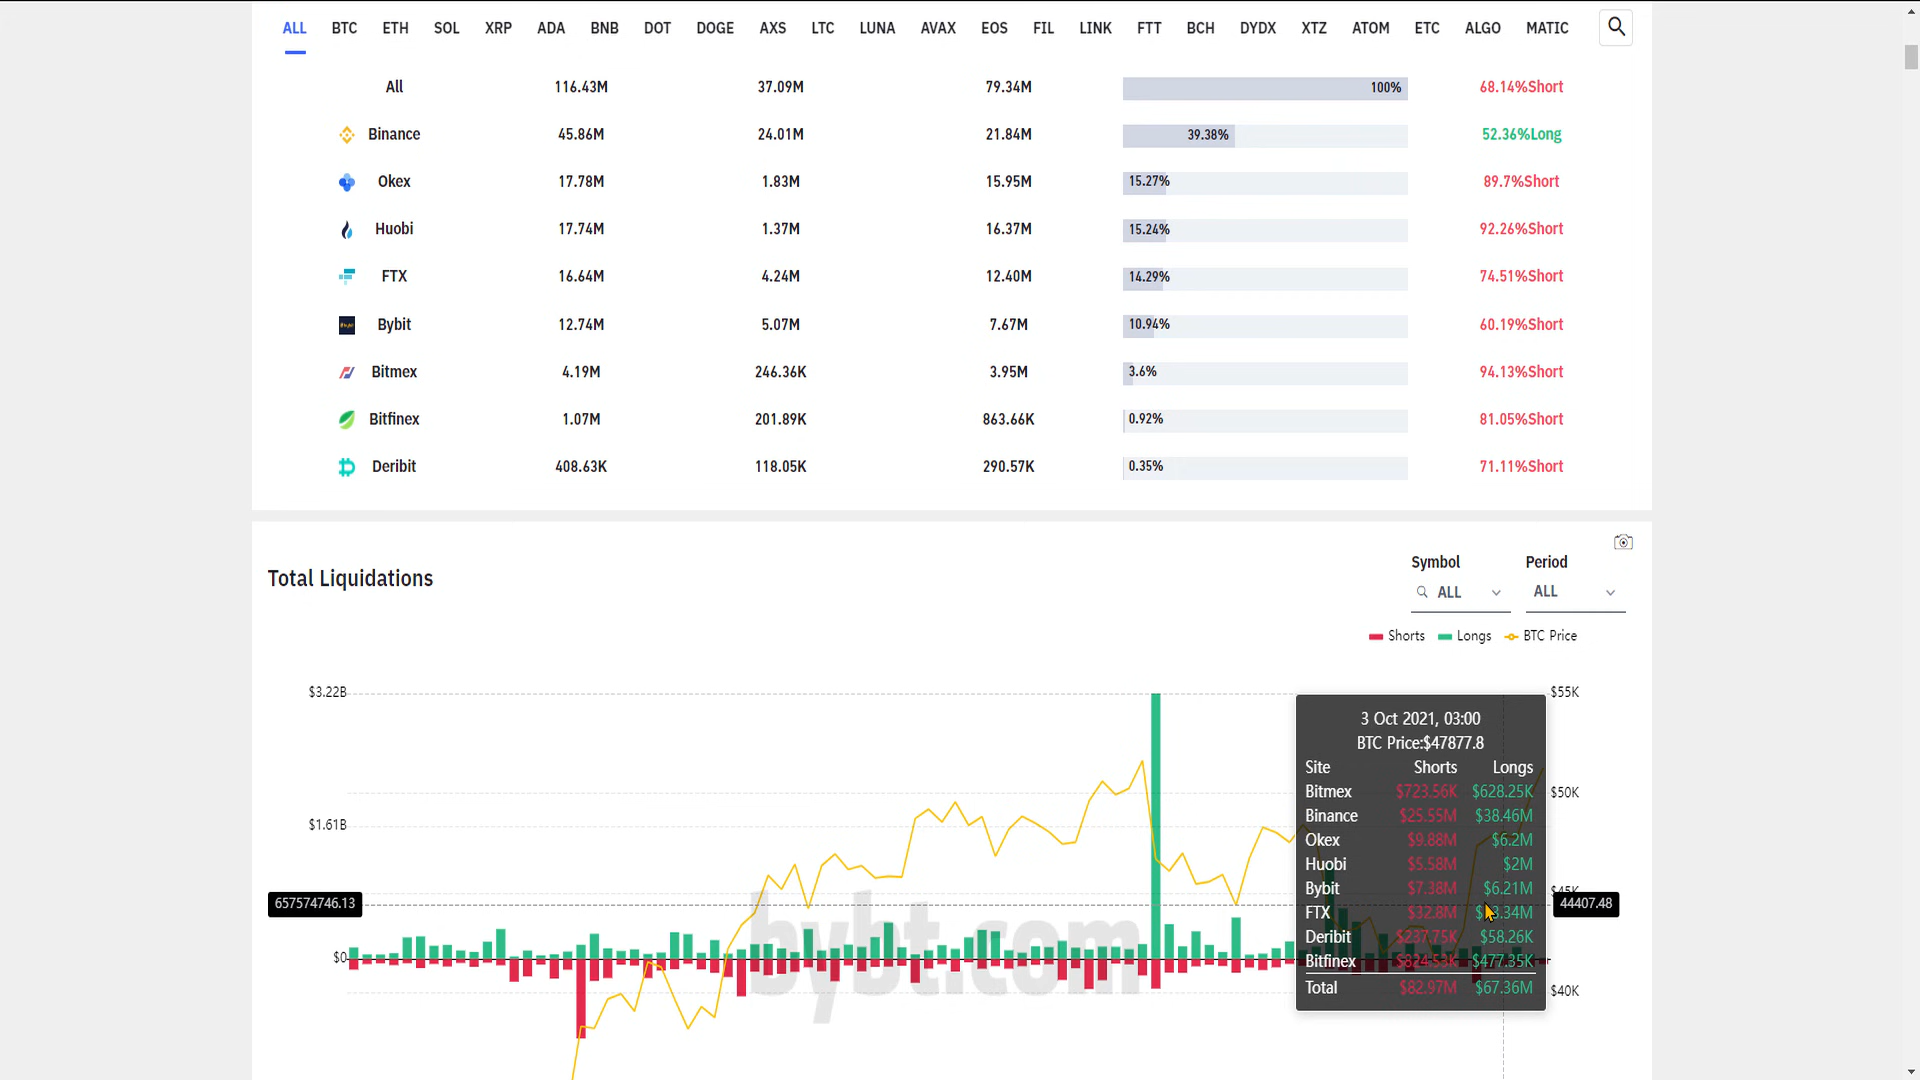 ALL BTC ETH SOL XRP ADA BNB DOT DOGE AXS LTC LUNA AVAX EOS FIL LINK FTT BCH DYDX XTZ ATOM ETC ALGO MATIC
All 116.43M 37.09M 79.34M 100% 68.14%Short
Binance 45.86M 24.01M 21.84M 39.38% 52.36%Long
Okex 17.78M 1.83M 15.95M 15.27% 89.7%Short
Huobi 17.74M 1.37M 16.37M 15.24% 92.26%Short
FTX 16.64M 4.24M 12.40M 14.29% 74.51%Short
Bybit 12.74M 5.07M 7.67M 10.94% 60.19%Short
Bitmex 4.19M 246.36K 3.95M 3.6% 94.13%Short
Bitfinex 1.07M 201.89K 863.66K 0.92% 81.05%Short
Deribit 408.63K 118.05K 290.57K 0.35% 71.11%Short
Symbol Period
Total Liquidations
ALL ALL
Shorts Longs BTC Price
$3.22B $55K
3 Oct 2021, 03:00
BTC Price:$47877.8
Site Shorts Longs
Bitmex $723.56K $628.25K $50K
Binance $25.55M $38.46M
$1.61B Okex $9.88M $6.2M
Huobi $5.58M $2M
Bybit $7.38M $6.21M $45K
657574746.13 44407.48
FTX $32.8M
Deribit $237.75K $58.26K
bybt.com
$0 Bitfinex $824.53K $477.35K
Total $82.97M $67.36M $40K